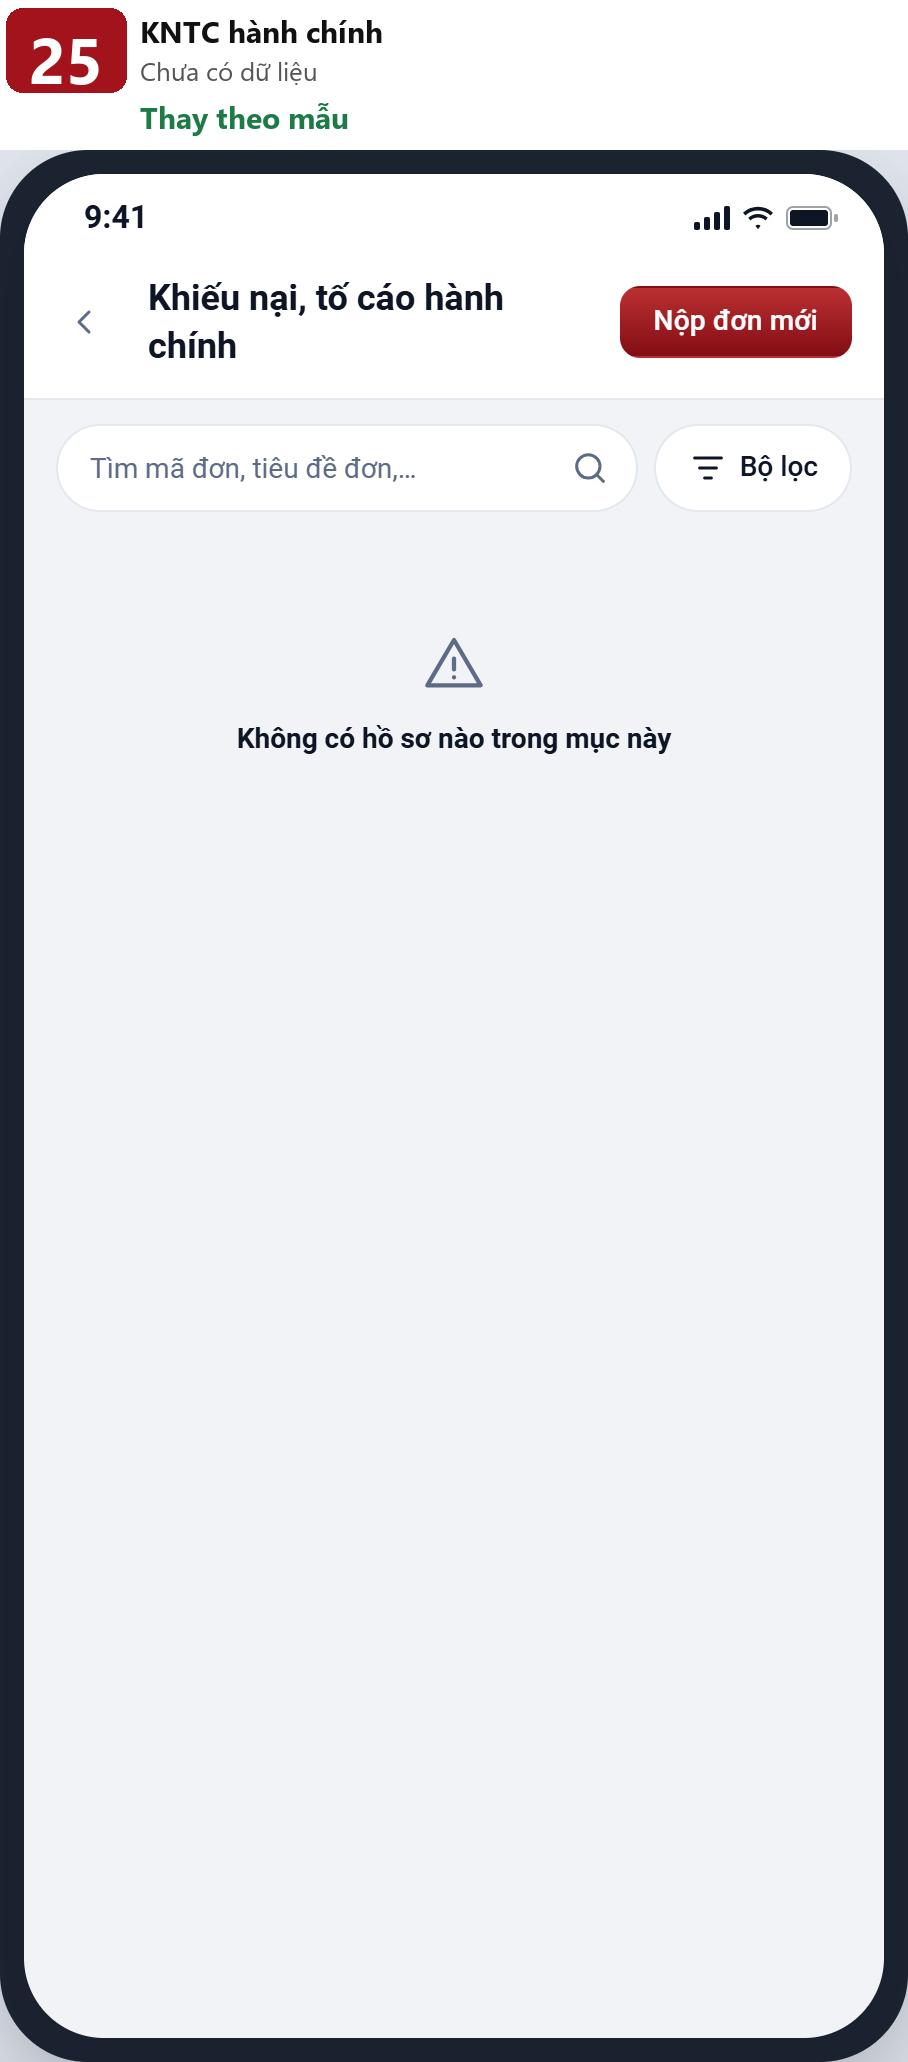 25
KNTC hành chính
Chưa có dữ liệu
Thay theo mẫu
9:41
Khiếu nại, tố cáo hành
chính
Nộp đơn mới
Tìm mã đơn, tiêu đề đơn,...
Bộ lọc
Không có hồ sơ nào trong mục này